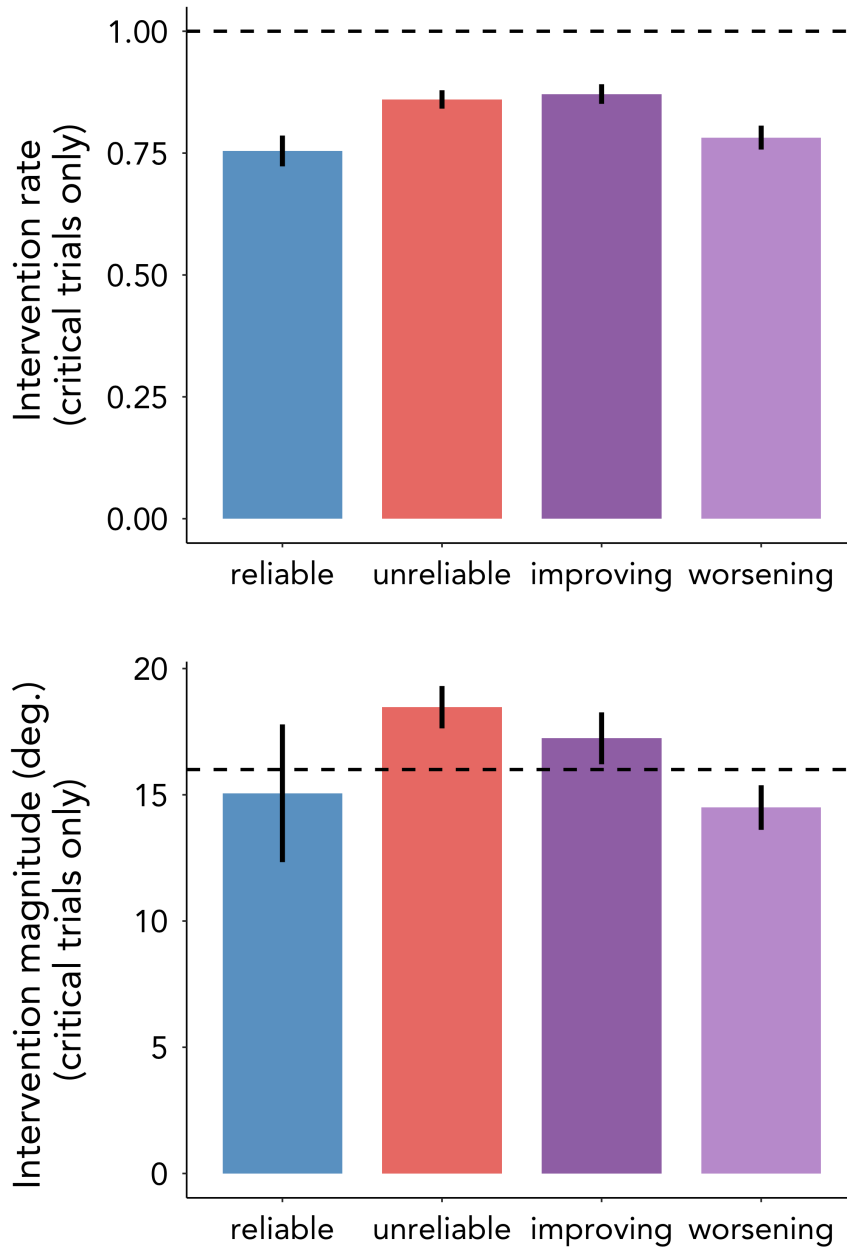 Intervention rate
(critical trials only)
1.00
0.75
0.50
0.25
0.00
reliable unreliable improving worsening
Intervention magnitude (deg.)
(critical trials only)
20
15
10
5
0
reliable unreliable improving worsening